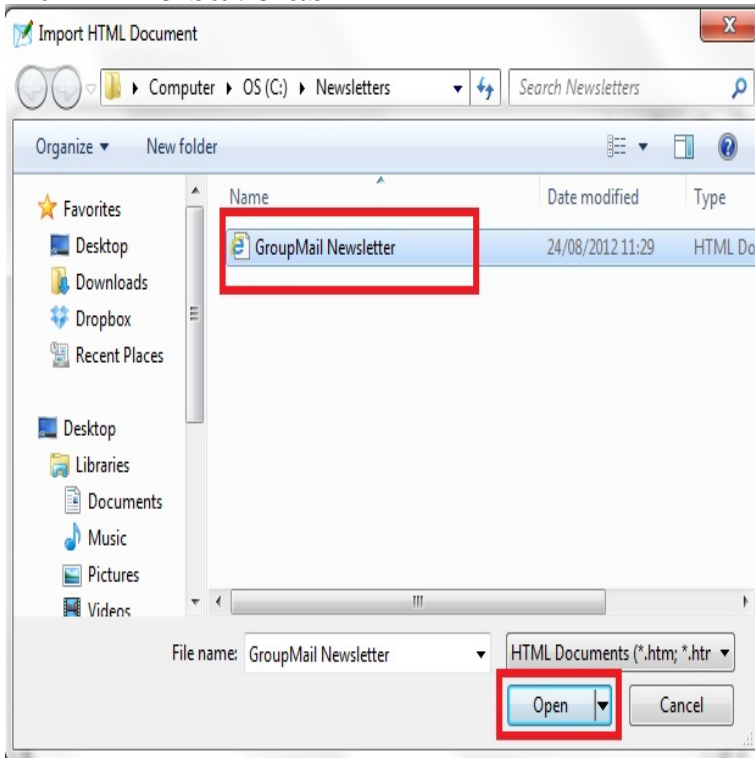 Import HTML Document
Computer ▸ OS (C:) ▸ Newsletters
Search Newsletters
Organize
New folder
Name
Date modified
Type
GroupMail Newsletter
24/08/2012 11:29
HTML Do
Favorites
Desktop
Downloads
Dropbox
Recent Places
Desktop
Libraries
Documents
Music
Pictures
Videos
File name:
GroupMail Newsletter
HTML Documents (*.htm; *.htr
Open
Cancel